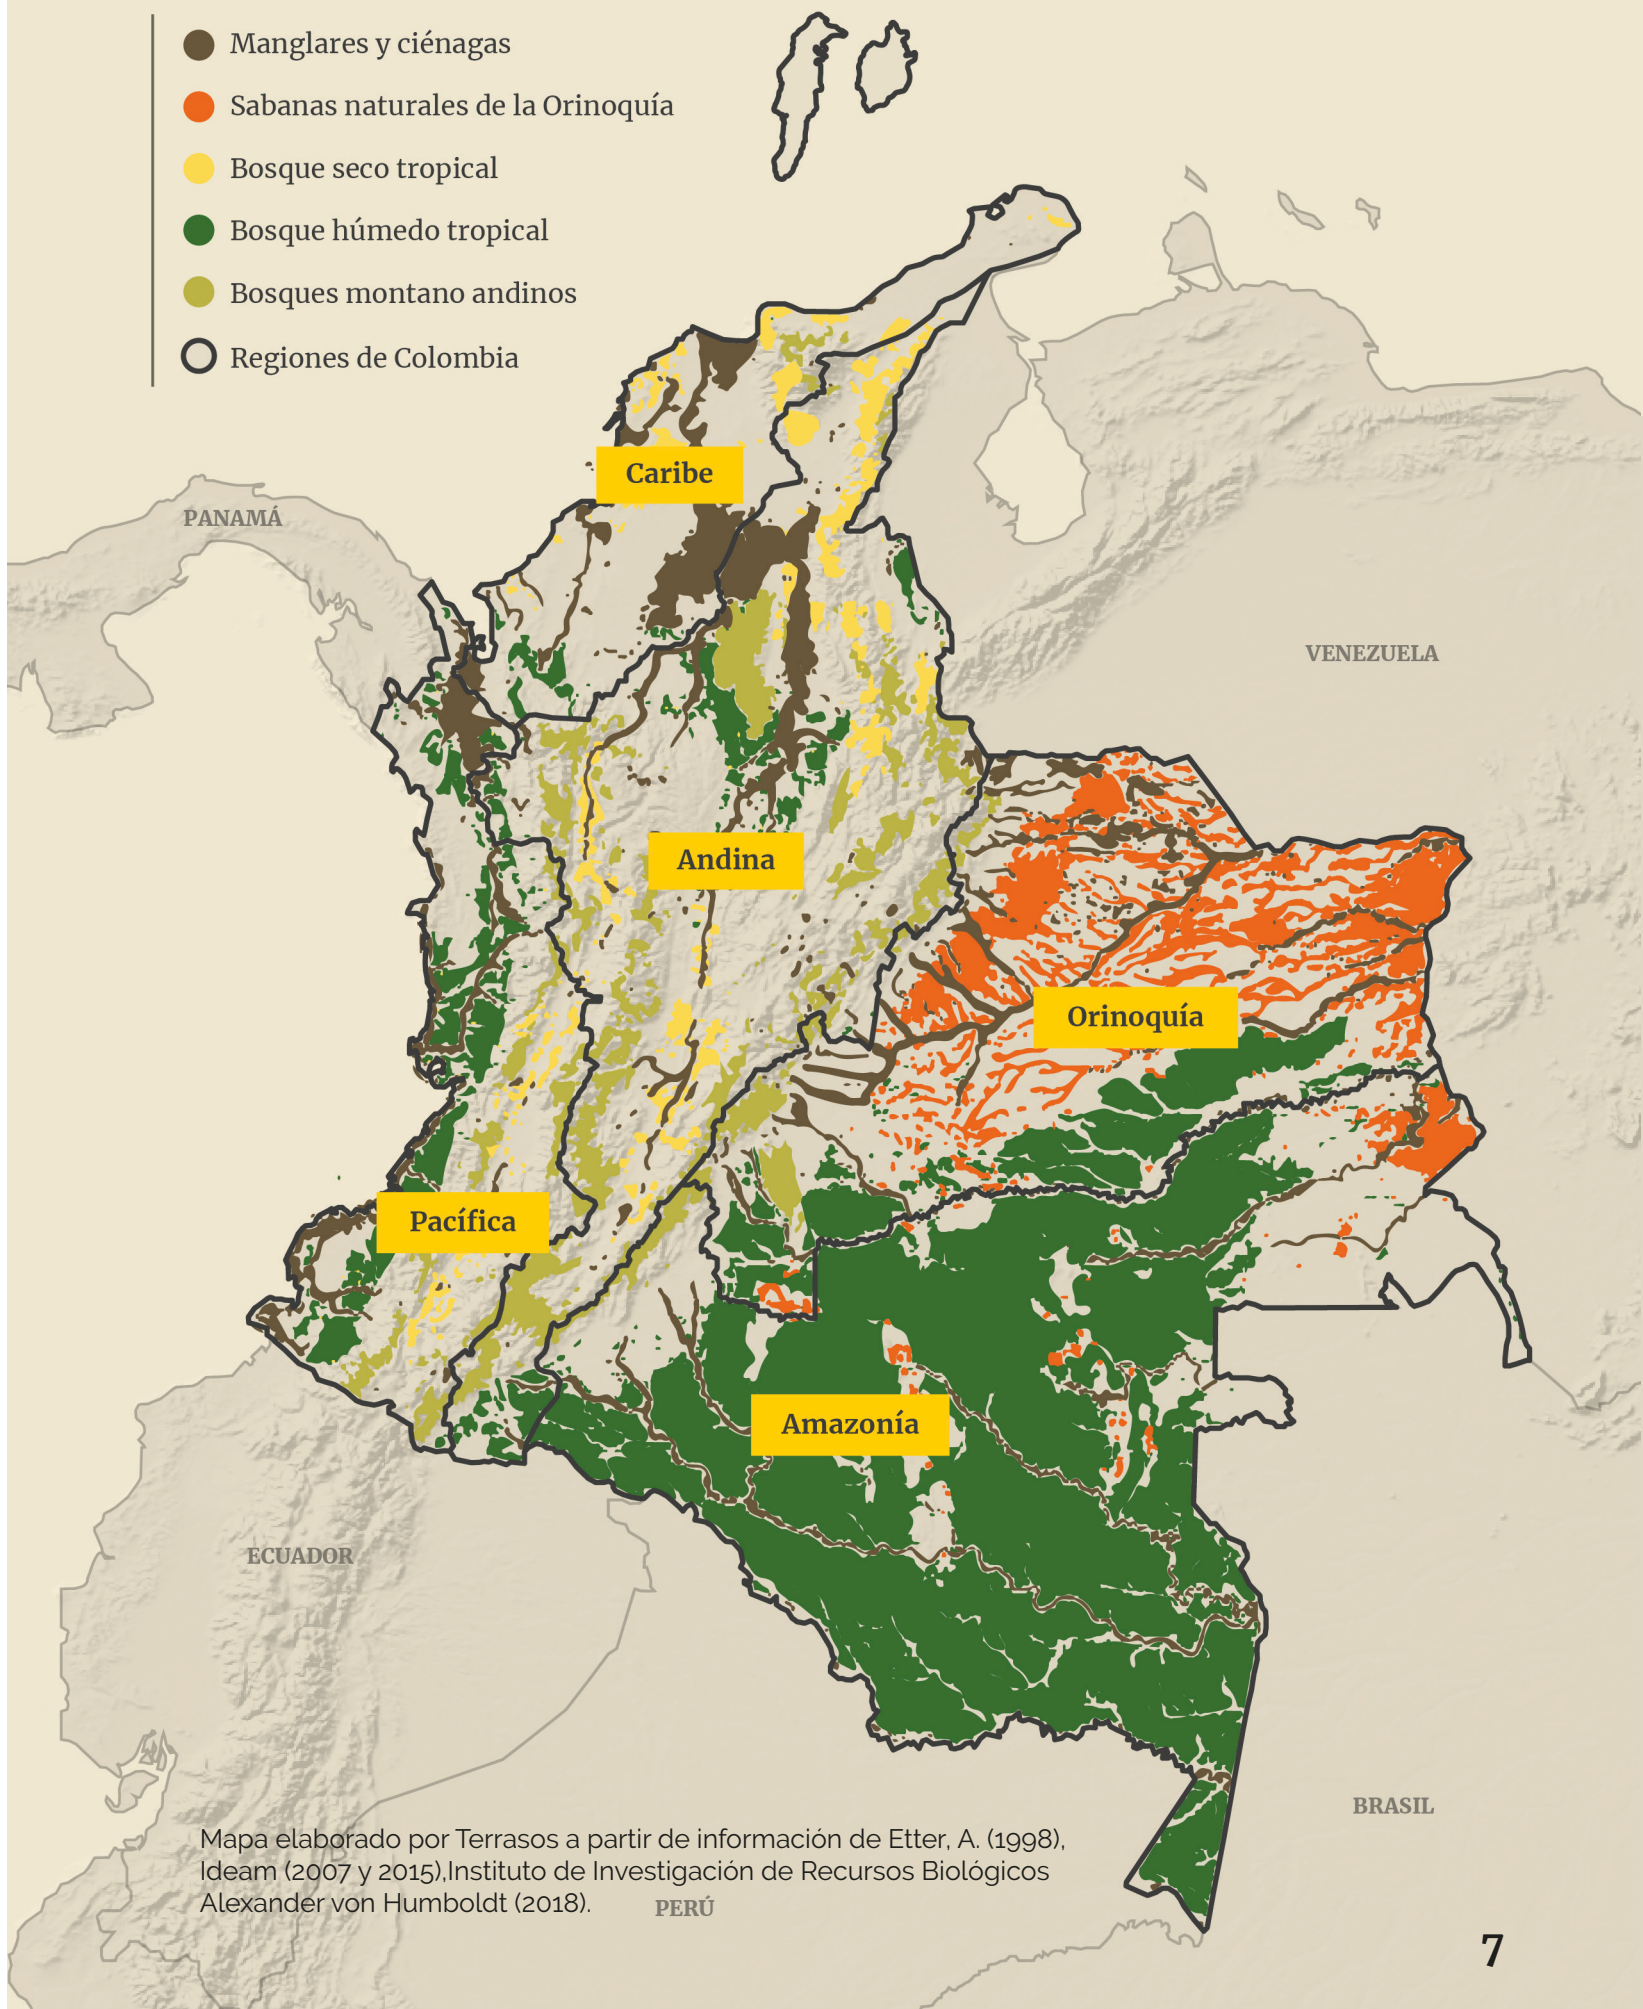 Manglares y ciénagas
Sabanas naturales de la Orinoquía
Bosque seco tropical
Bosque húmedo tropical
Bosques montano andinos
Regiones de Colombia
Caribe
PANAMÁ
VENEZUELA
Andina
Orinoquía
Pacífica
Amazonía
ECUADOR
BRASIL
Mapa elaborado por Terrasos a partir de información de Etter, A. (1998),
Ideam (2007 y 2015),Instituto de Investigación de Recursos Biológicos
Alexander von Humboldt (2018).
PERÚ
7